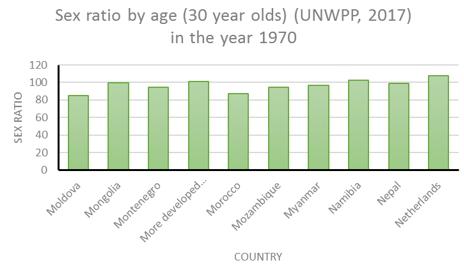 Sex ratio by age (30 year olds) (UNWPP, 2017)
in the year 1970
120
100
80
60
40
20
0
SEX RATIO
Moldova
Mongolia
Montenegro
More developed…
Morocco
Mozambique
Myanmar
Namibia
Nepal
Netherlands
COUNTRY